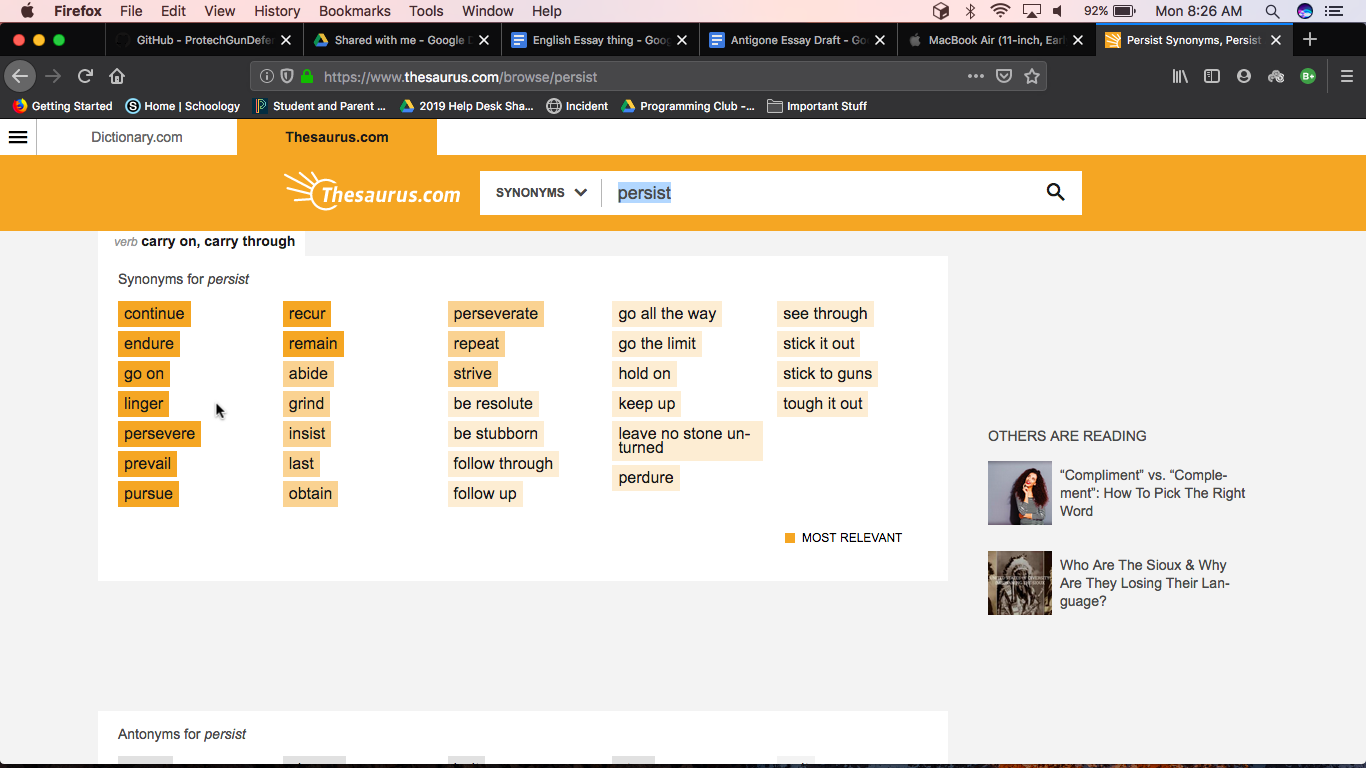 Firefox File Edit View History Bookmarks Tools Window Help 92% Mon 8:26 AM
GitHub - ProtechGunDefer Shared with me - Google D English Essay thing - Goog Antigone Essay Draft - Go MacBook Air (11-inch, Earl Persist Synonyms, Persist
https://www.thesaurus.com/browse/persist
Getting Started Home | Schoology Student and Parent ... 2019 Help Desk Sha... Incident Programming Club -... Important Stuff
Dictionary.com Thesaurus.com
Thesaurus.com SYNONYMS persist
verb carry on, carry through
Synonyms for persist
continue recur perseverate go all the way see through
endure remain repeat go the limit stick it out
go on abide strive hold on stick to guns
linger grind be resolute keep up tough it out
persevere insist be stubborn leave no stone un-
turned
prevail last follow through perdure
pursue obtain follow up
MOST RELEVANT
OTHERS ARE READING
“Compliment” vs. “Comple-
ment”: How To Pick The Right
Word
Who Are The Sioux & Why
Are They Losing Their Lan-
guage?
Antonyms for persist